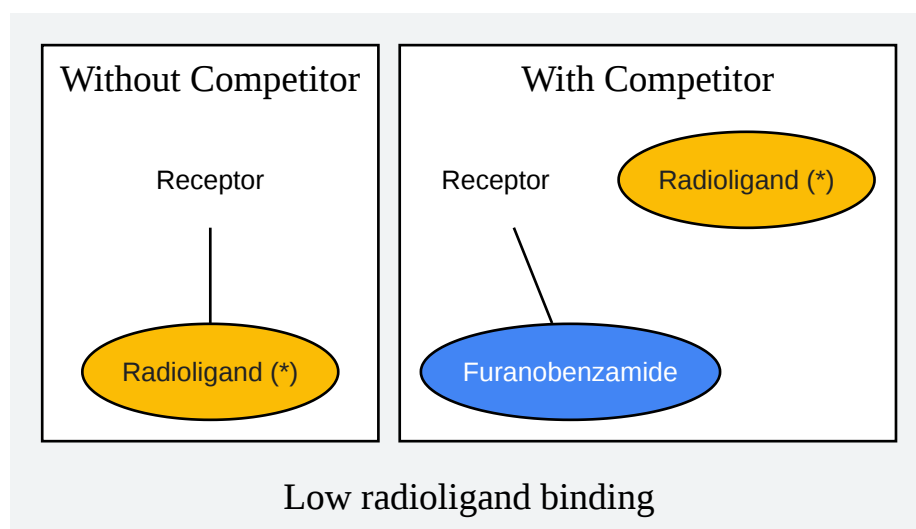 Without Competitor
Receptor
Radioligand (*)
With Competitor
Receptor
Radioligand (*)
Furanobenzamide
Low radioligand binding